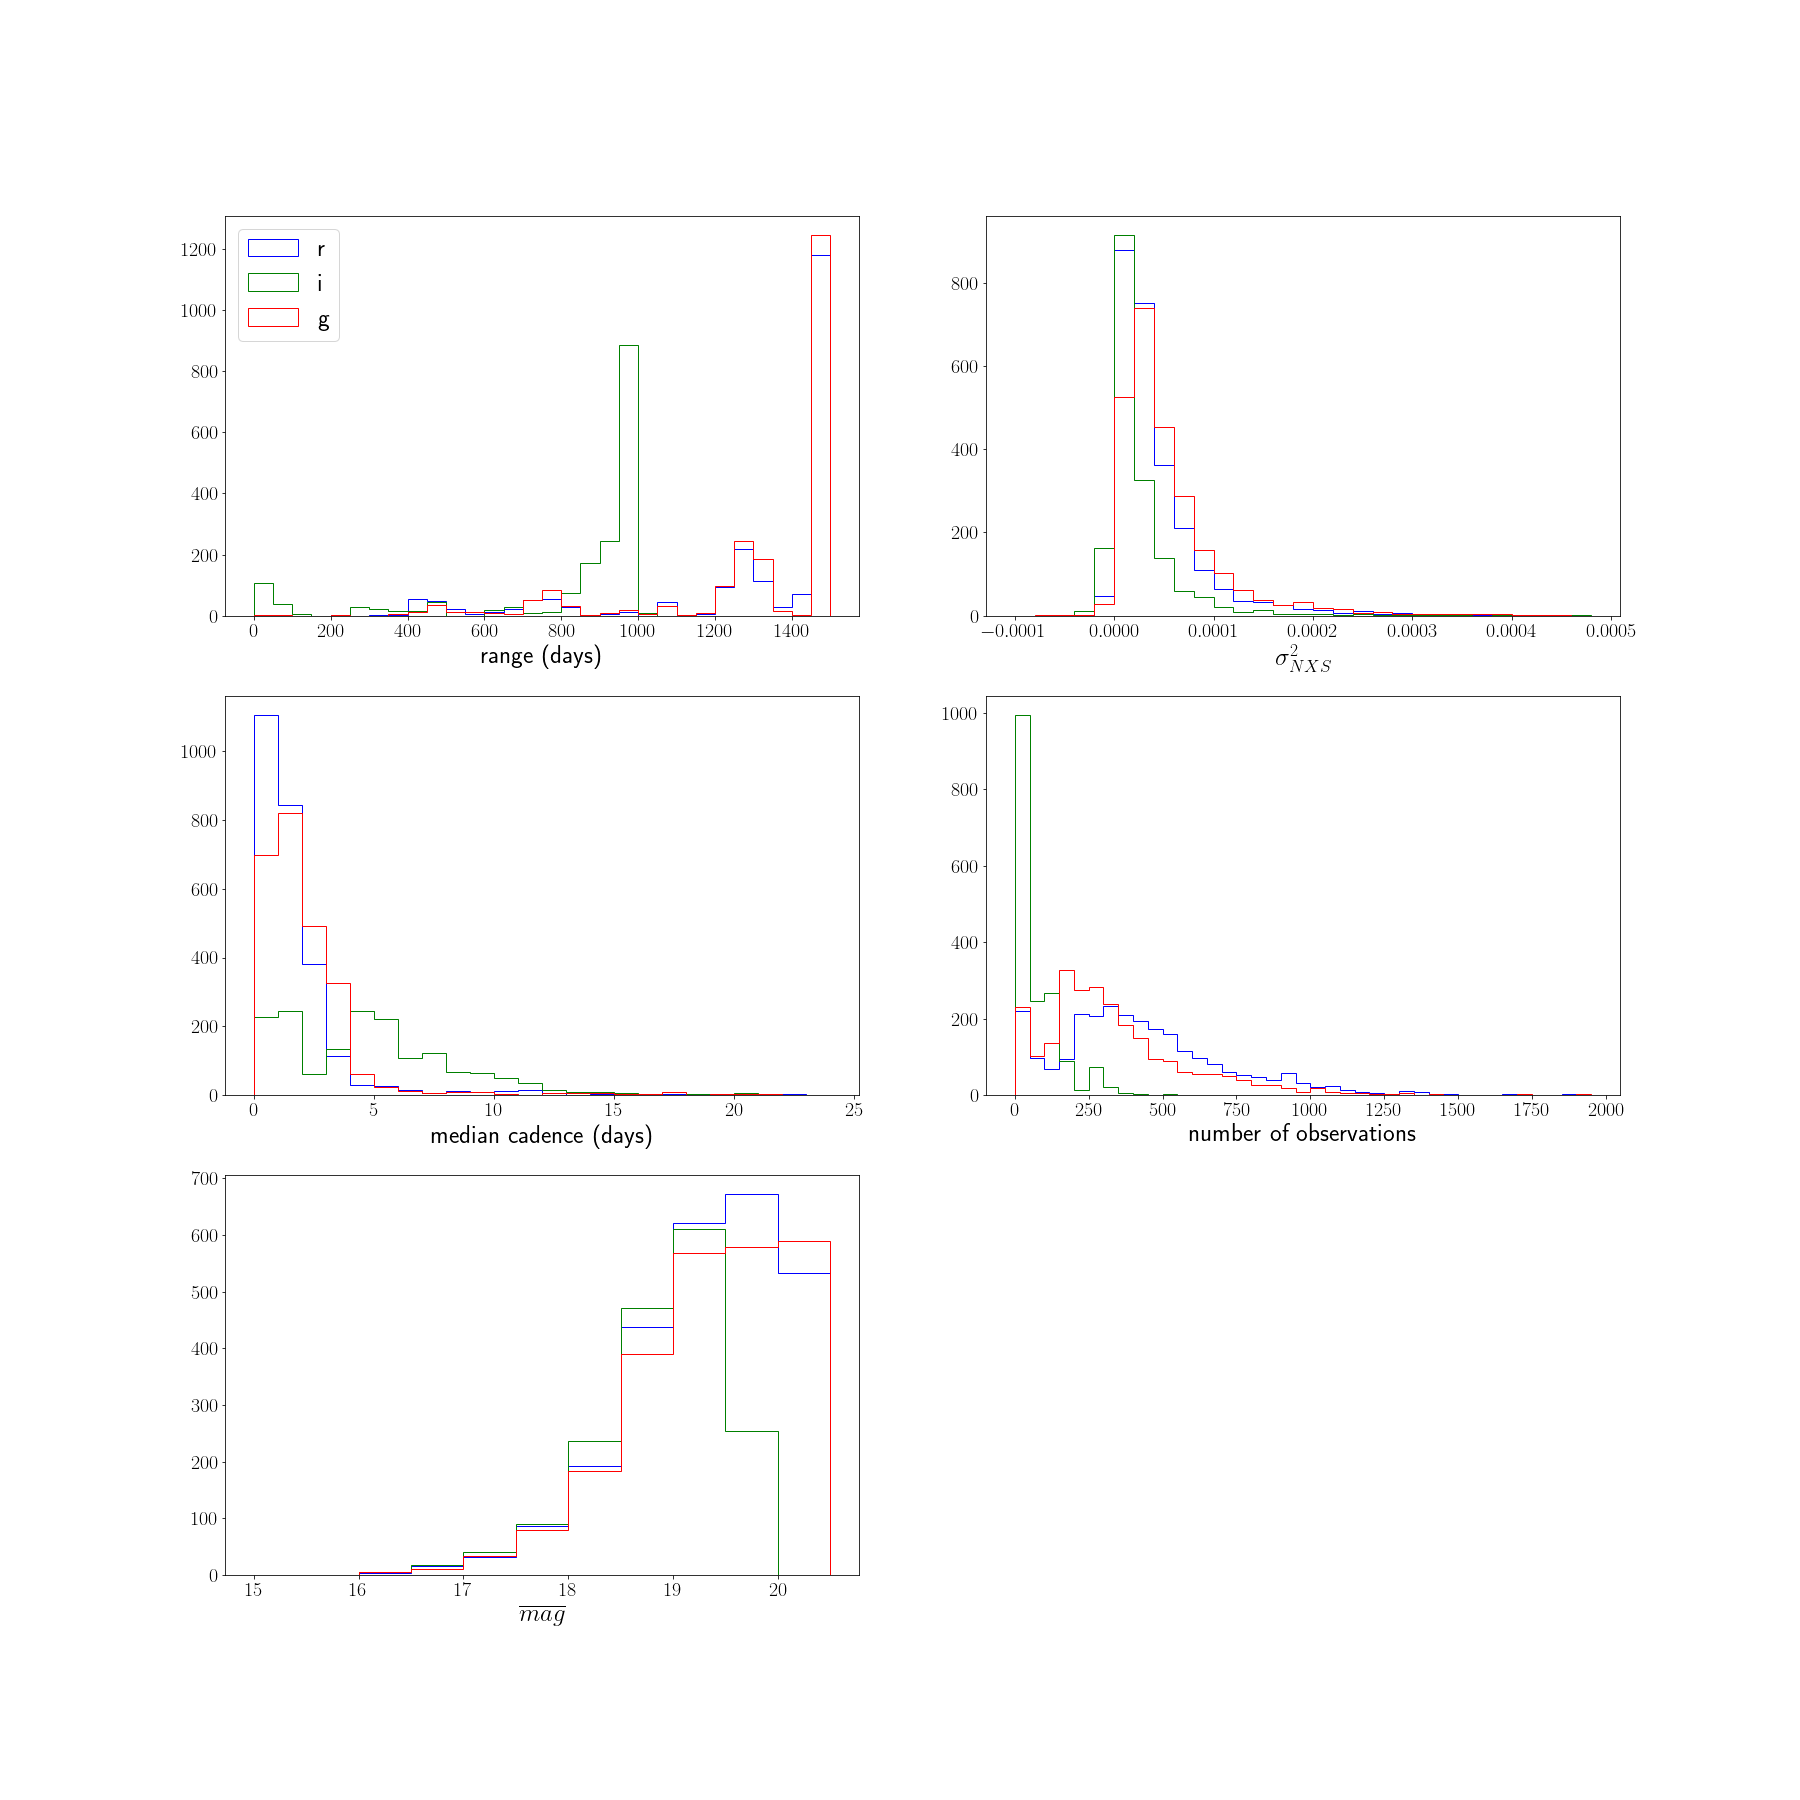 1200
1000
800
600
400
200
0
r
i
g
0 200 400 600 800 1000 1200 1400
range (days)
800
600
400
200
0
−0.0001 0.0000 0.0001 0.0002 0.0003 0.0004 0.0005
σ²NXS
1000
800
600
400
200
0
0 5 10 15 20 25
median cadence (days)
1000
800
600
400
200
0
0 250 500 750 1000 1250 1500 1750 2000
number of observations
700
600
500
400
300
200
100
0
15 16 17 18 19 20
mag